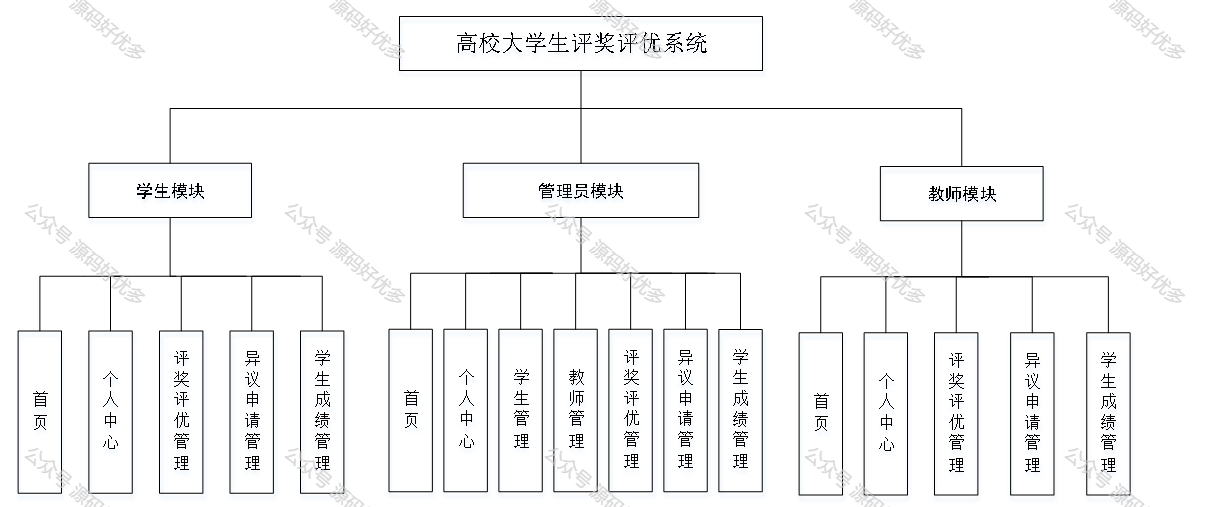 高校大学生评奖评优系统
学生模块
管理员模块
教师模块
首页
个人中心
评奖评优管理
异议申请管理
学生成绩管理
首页
个人中心
学生管理
教师管理
评奖评优管理
异议申请管理
学生成绩管理
首页
个人中心
评奖评优管理
异议申请管理
学生成绩管理
源码好优多
源码好优多
源码好优多
源码好优多
源码好优多
公众号 源码好优多
公众号 源码好优多
公众号 源码好优多
公众号 源码好优多
公众号 源码好优多
公众号 源码
公众号 源码
公众号 源码
公众号 源码
公众号 源码